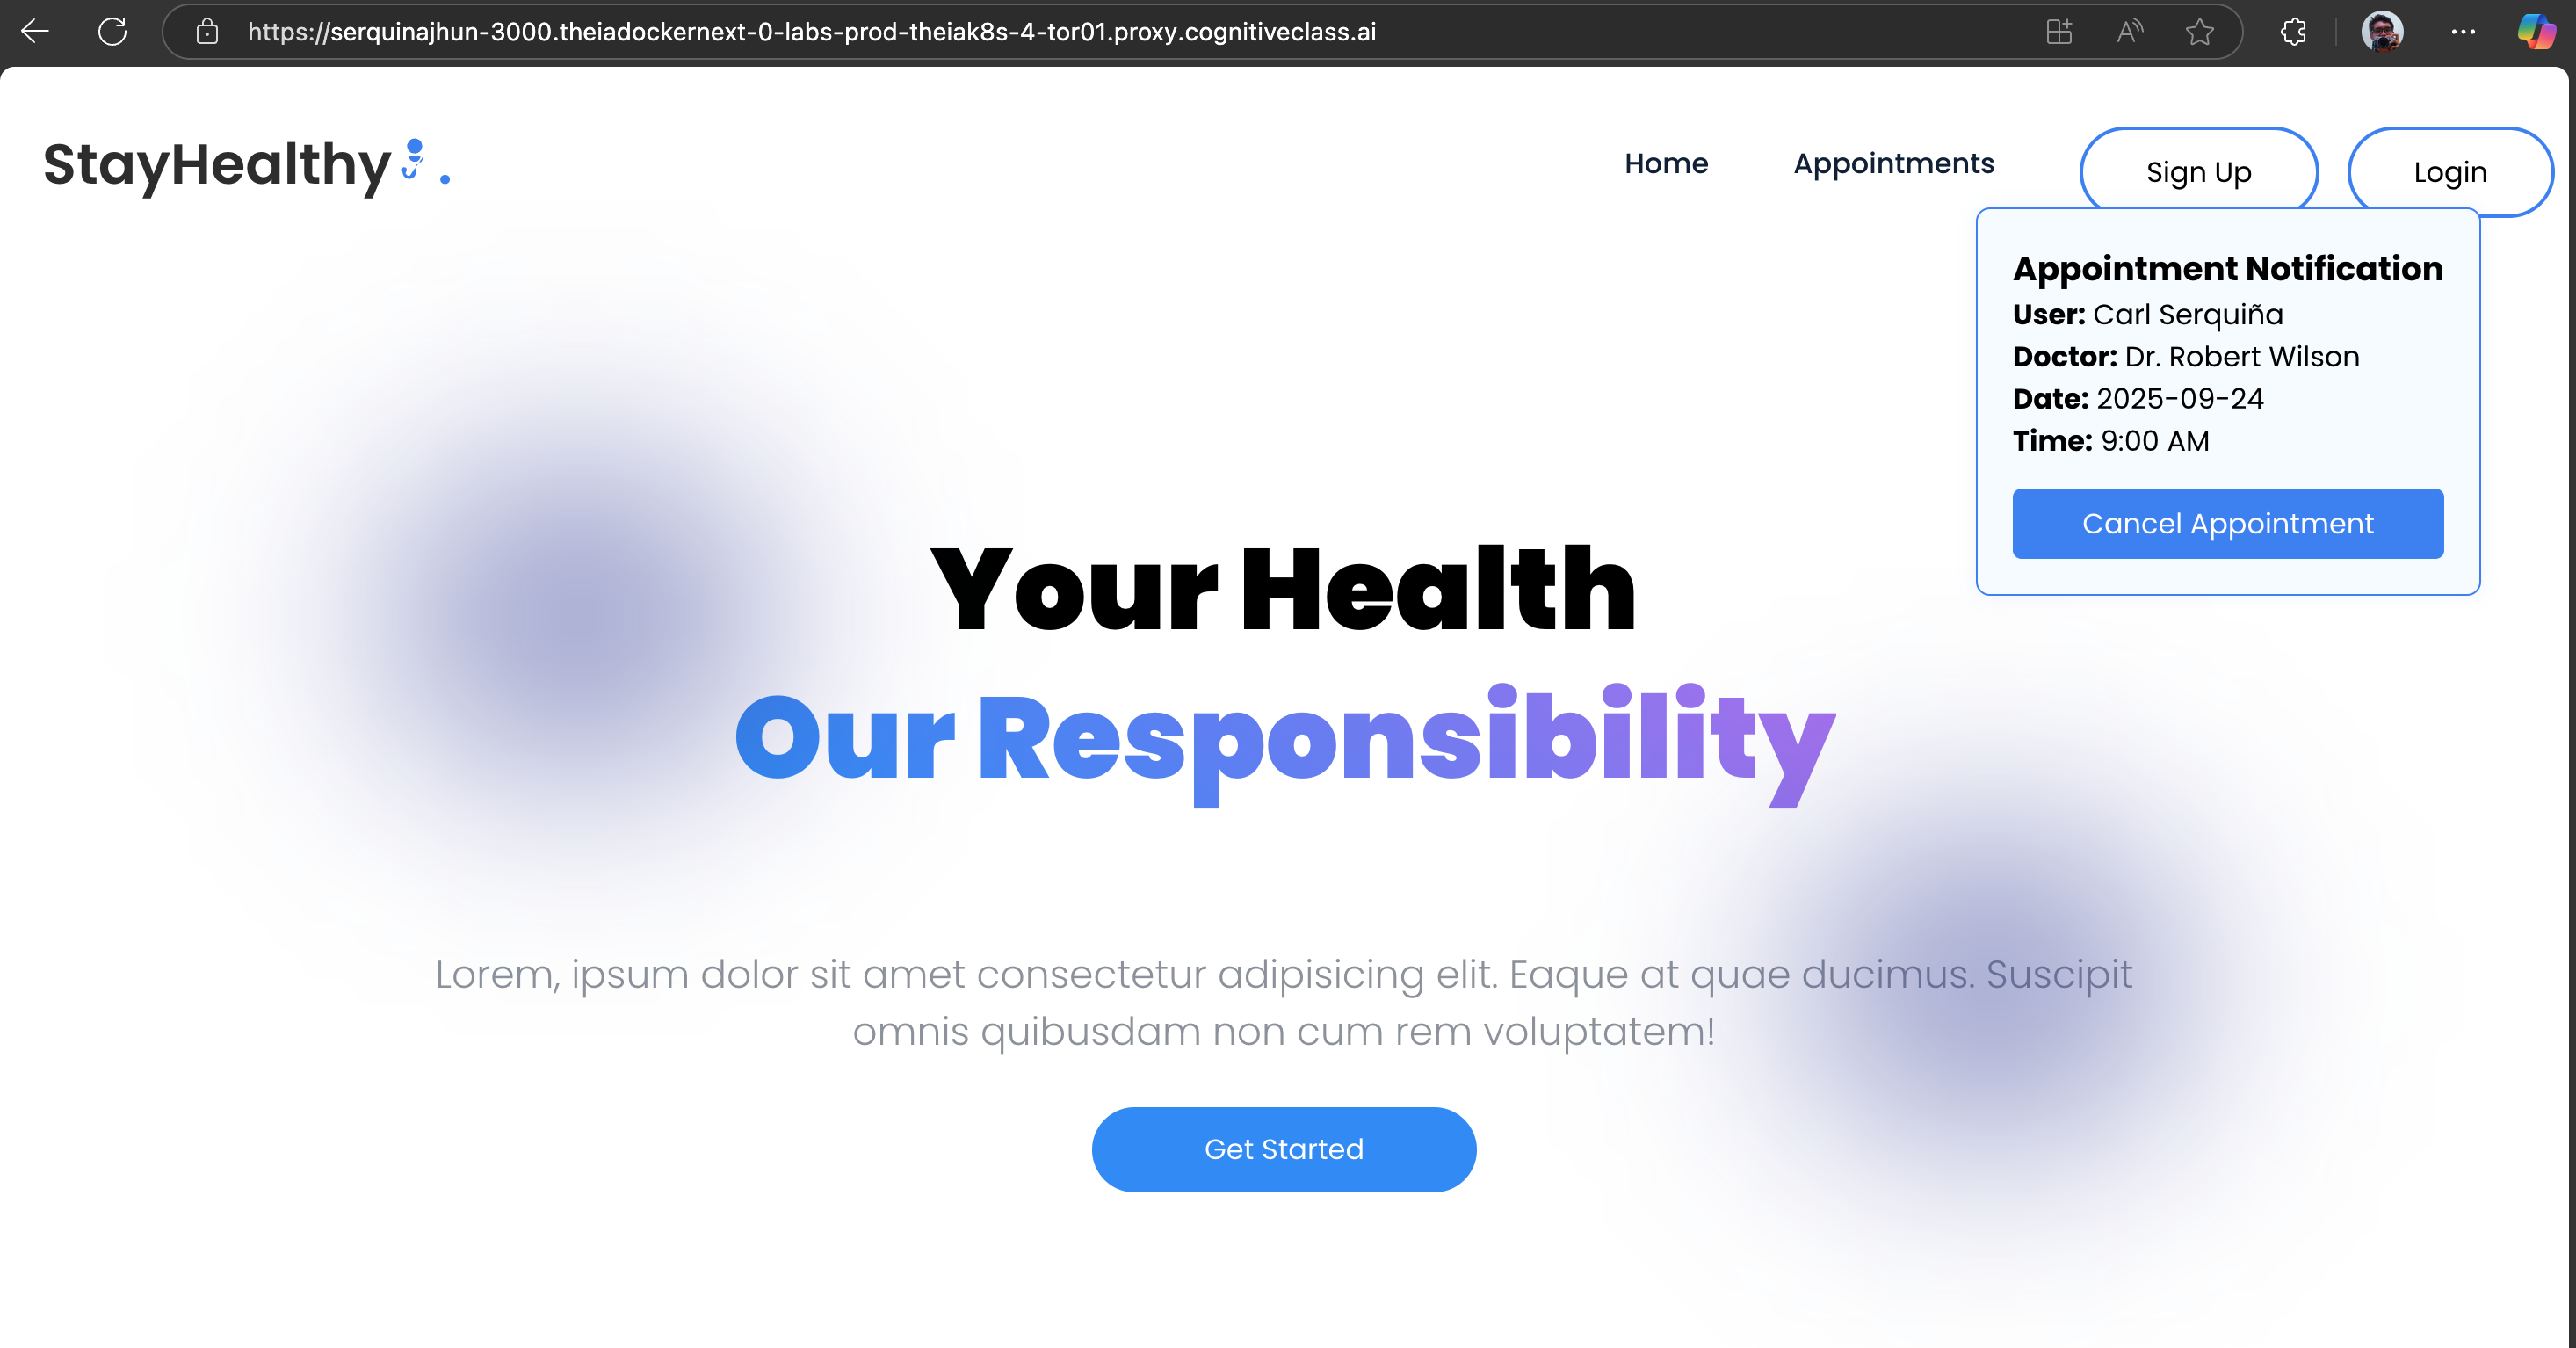 https://serquinajhun-3000.theiadockernext-0-labs-prod-theiak8s-4-tor01.proxy.cognitiveclass.ai
StayHealthy.
Home Appointments Sign Up Login
Appointment Notification
User: Carl Serquiña
Doctor: Dr. Robert Wilson
Date: 2025-09-24
Time: 9:00 AM
Cancel Appointment
Your Health
Our Responsibility
Lorem, ipsum dolor sit amet consectetur adipisicing elit. Eaque at quae ducimus. Suscipit
omnis quibusdam non cum rem voluptatem!
Get Started